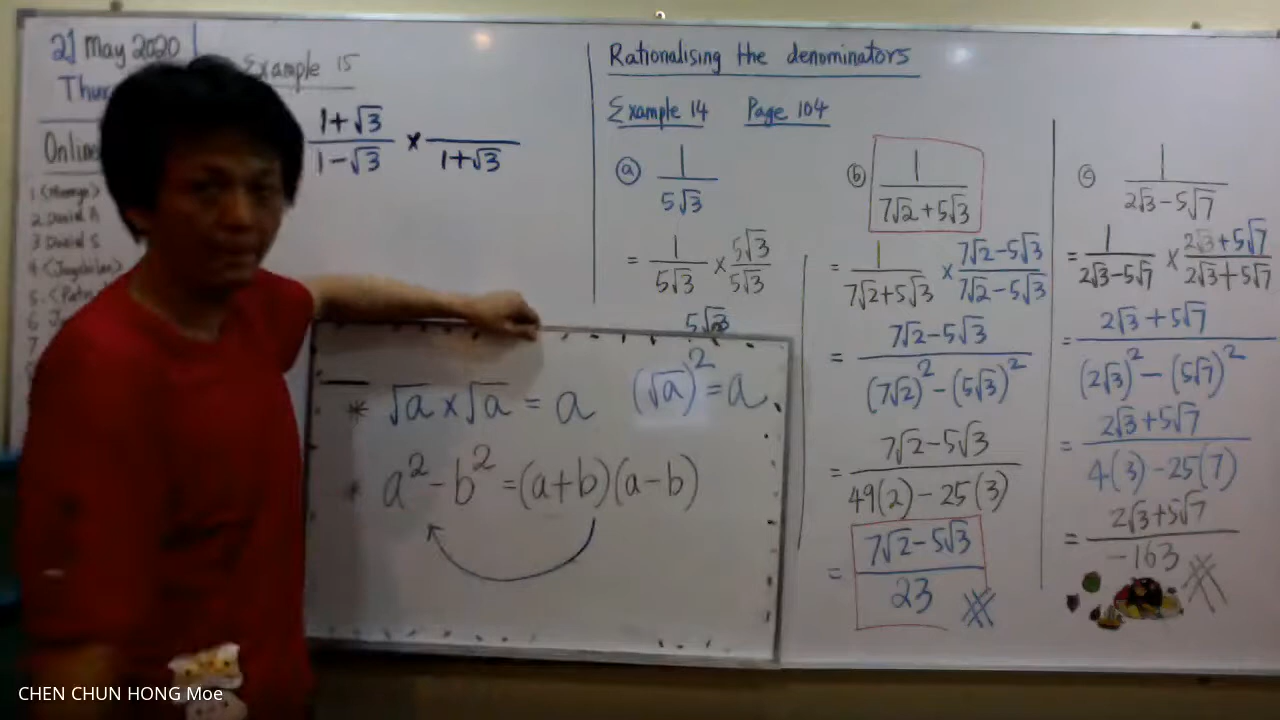 21 May 2020
Example 15
Online
2. David A
3 David S
6
7
1+√3
1-√3 × 1+√3
Rationalising the denominators
Example 14 Page 104
ⓐ 1
5√3
= 1 × 5√3
5√3 5√3
5√3
ⓑ 1
7√2+5√3
= 1 × 7√2-5√3
7√2+5√3 7√2-5√3
= 7√2-5√3
(7√2)² - (5√3)²
= 7√2-5√3
49(2) - 25(3)
= 7√2-5√3
23
ⓒ 1
2√3-5√7
= 1 × 2√3+5√7
2√3-5√7 2√3+5√7
= 2√3+5√7
(2√3)² - (5√7)²
= 2√3+5√7
4(3)-25(7)
= 2√3+5√7
-163
* √a × √a = a (√a)² = a
* a² - b² = (a+b)(a-b)
CHEN CHUN HONG Moe